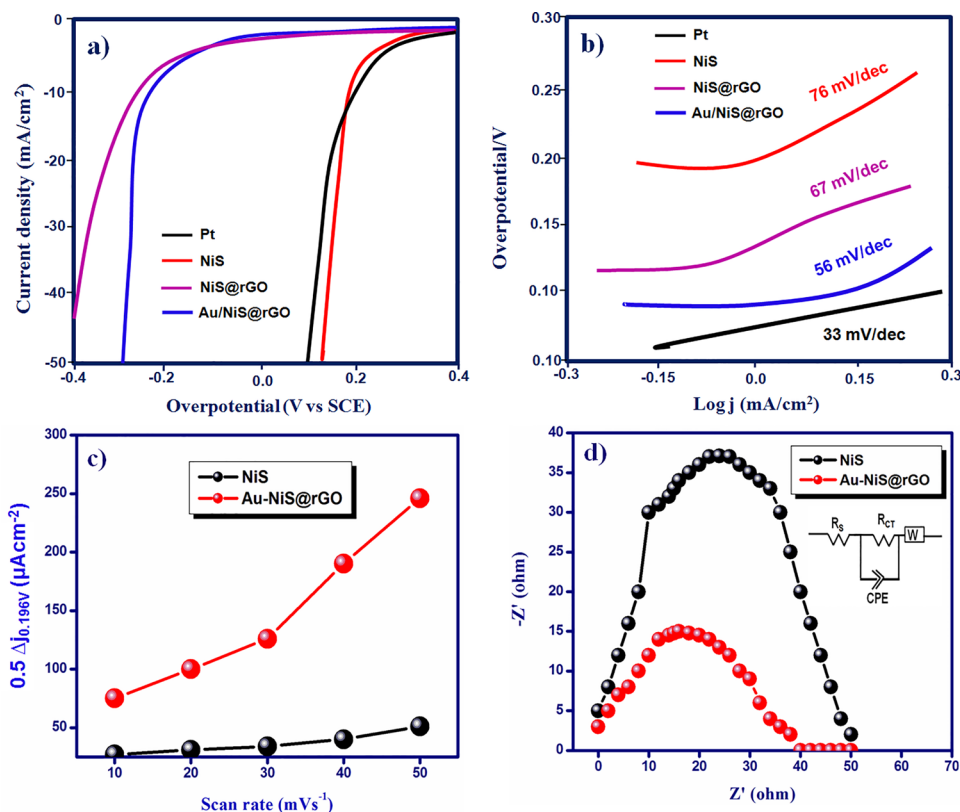 a)
Current density (mA/cm²)
0
-10
-20
-30
-40
-50
Pt
NiS
NiS@rGO
Au/NiS@rGO
-0.4 -0.2 0.0 0.2 0.4
Overpotential (V vs SCE)
b)
Overpotential/V
0.30
0.25
0.20
0.15
0.10
0.10
Pt
NiS
NiS@rGO
Au/NiS@rGO
76 mV/dec
67 mV/dec
56 mV/dec
33 mV/dec
-0.3 -0.15 0.0 0.15 0.3
Log j (mA/cm²)
c)
0.5 Δj0.196V (µAcm-2)
300
250
200
150
100
50
NiS
Au-NiS@rGO
10 20 30 40 50
Scan rate (mVs⁻¹)
d)
-Z' (ohm)
40
35
30
25
20
15
10
5
0
NiS
Au-NiS@rGO
RS
RCT
W
CPE
0 10 20 30 40 50 60 70
Z' (ohm)